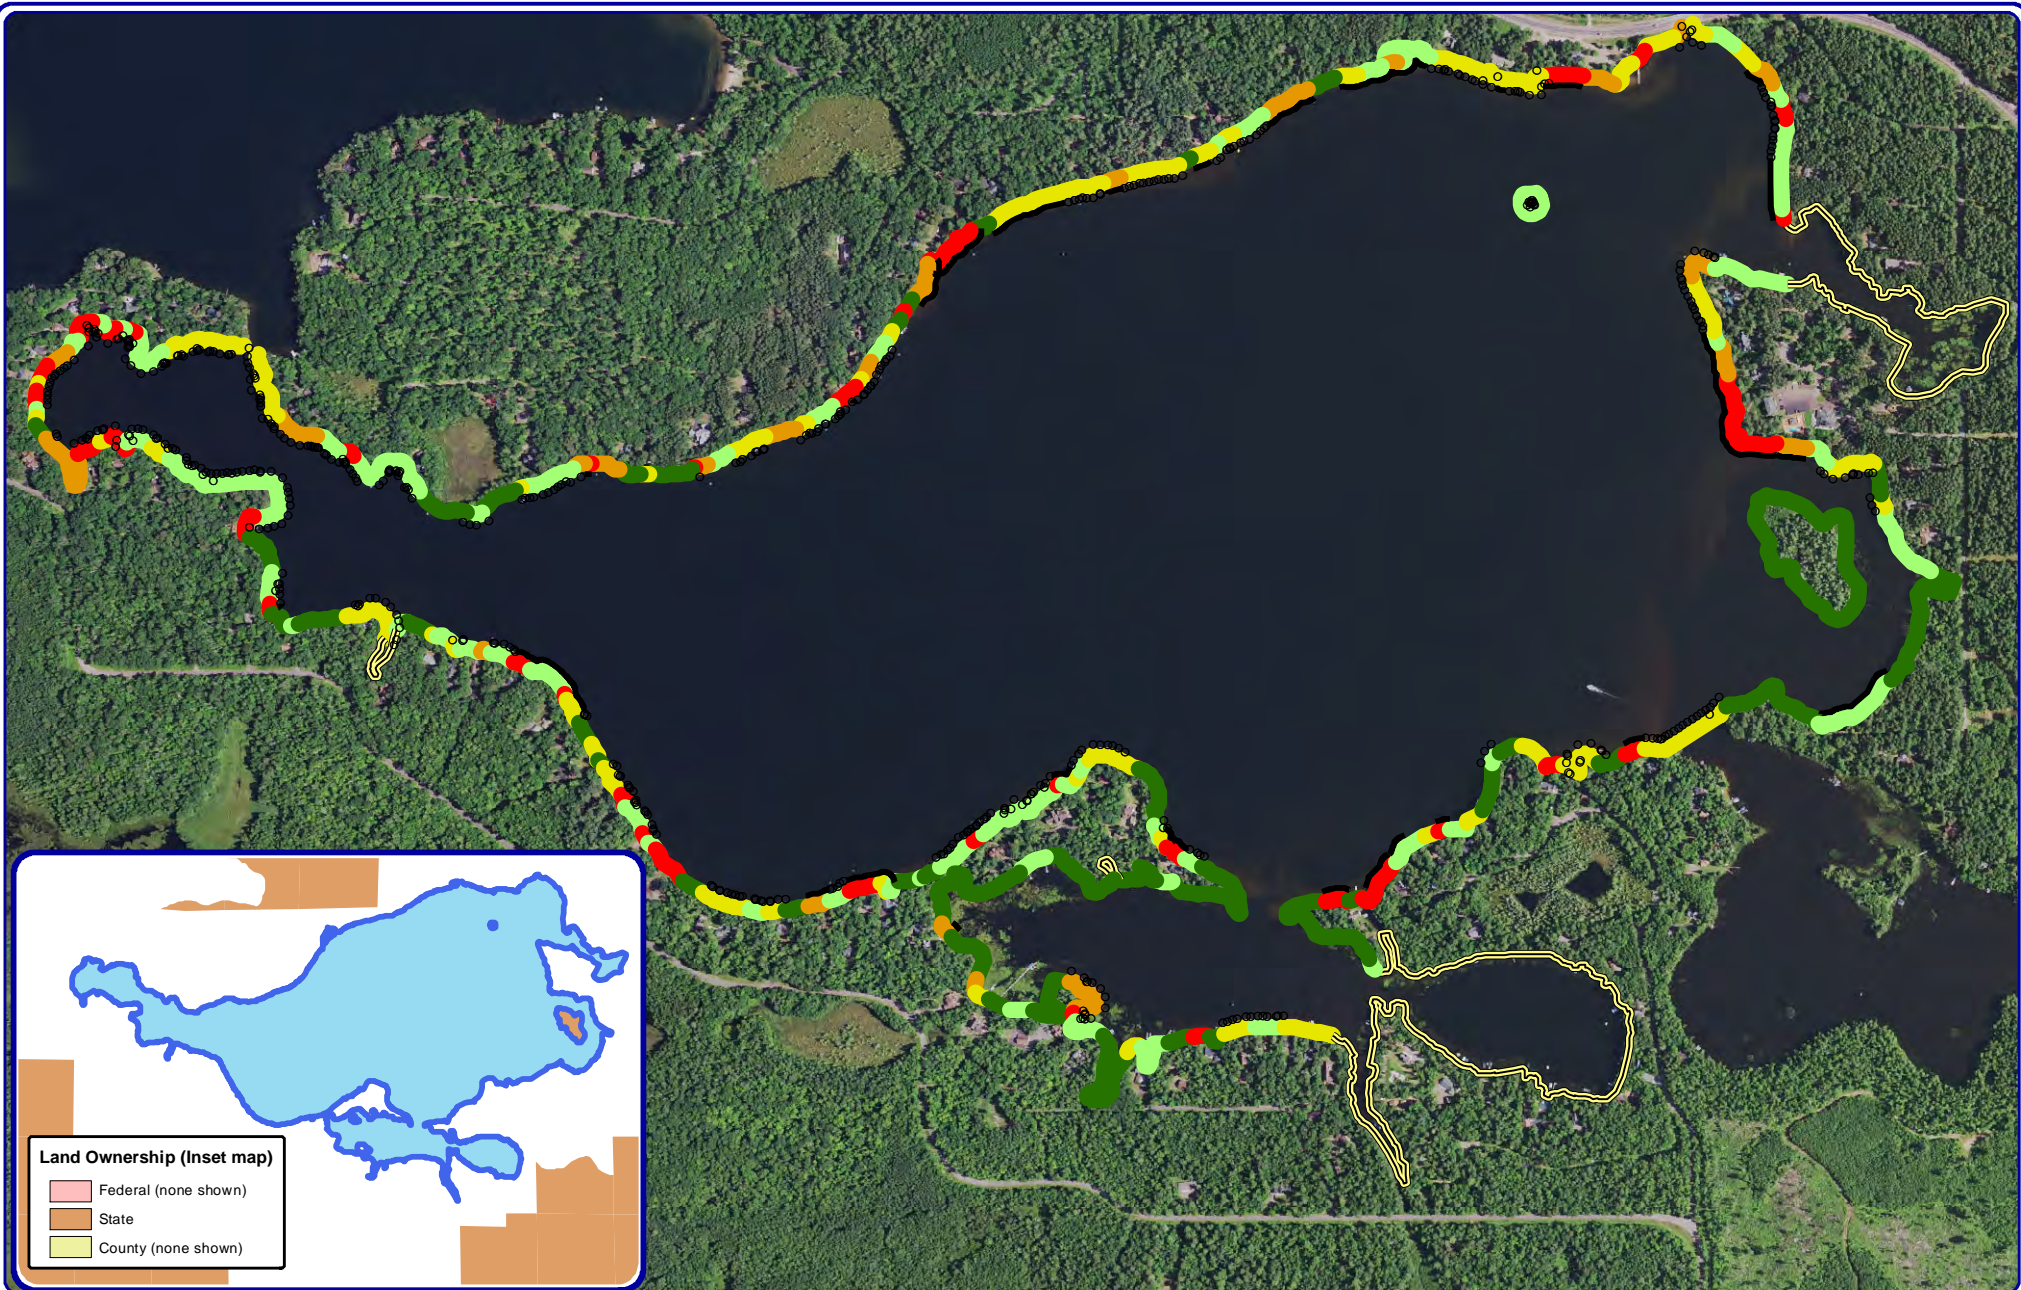 Land Ownership (Inset map)
Federal (none shown)
State
County (none shown)